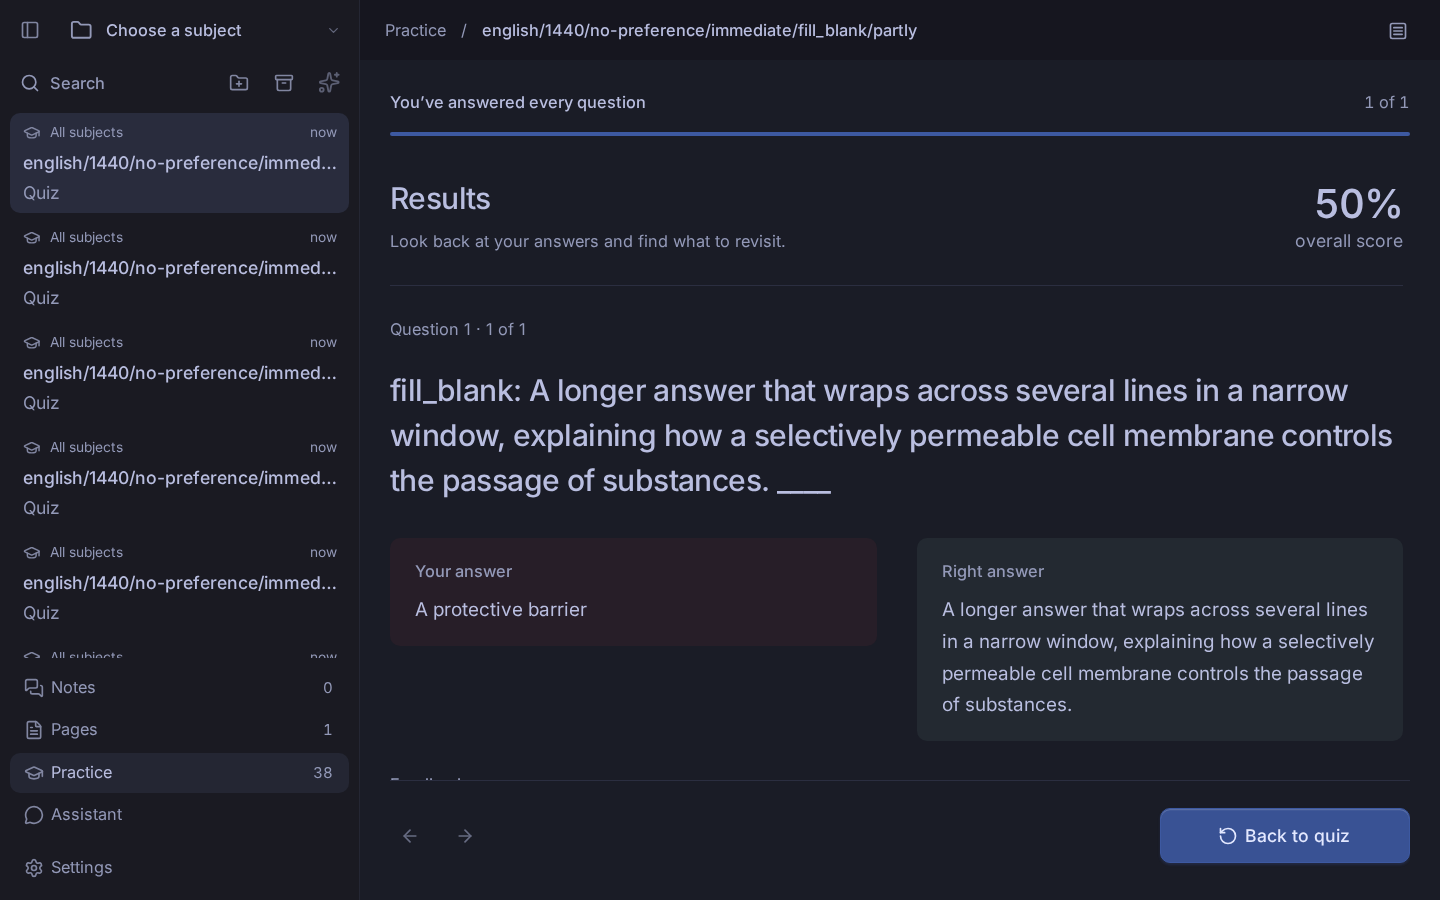 Choose a subject
Search
All subjects now
english/1440/no-preference/immed...
Quiz
All subjects now
english/1440/no-preference/immed...
Quiz
All subjects now
english/1440/no-preference/immed...
Quiz
All subjects now
english/1440/no-preference/immed...
Quiz
All subjects now
english/1440/no-preference/immed...
Quiz
All subjects now
Notes 0
Pages 1
Practice 38
Assistant
Settings
Practice / english/1440/no-preference/immediate/fill_blank/partly
You’ve answered every question 1 of 1
Results
Look back at your answers and find what to revisit.
50%
overall score
Question 1 · 1 of 1
fill_blank: A longer answer that wraps across several lines in a narrow
window, explaining how a selectively permeable cell membrane controls
the passage of substances. ____
Your answer
A protective barrier
Right answer
A longer answer that wraps across several lines
in a narrow window, explaining how a selectively
permeable cell membrane controls the passage
of substances.
Back to quiz